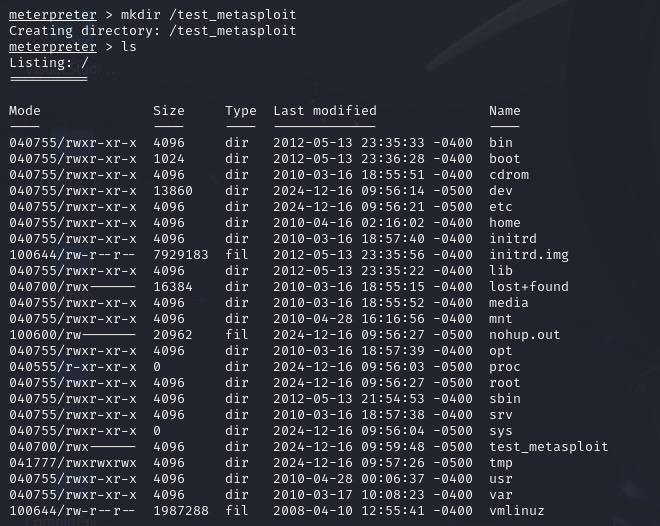 meterpreter > mkdir /test_metasploit
Creating directory: /test_metasploit
meterpreter > ls
Listing: /
==========
Mode Size Type Last modified Name
---- ---- ---- ------------- ----
040755/rwxr-xr-x 4096 dir 2012-05-13 23:35:33 -0400 bin
040755/rwxr-xr-x 1024 dir 2012-05-13 23:36:28 -0400 boot
040755/rwxr-xr-x 4096 dir 2010-03-16 18:55:51 -0400 cdrom
040755/rwxr-xr-x 13860 dir 2024-12-16 09:56:14 -0500 dev
040755/rwxr-xr-x 4096 dir 2024-12-16 09:56:21 -0500 etc
040755/rwxr-xr-x 4096 dir 2010-04-16 02:16:02 -0400 home
040755/rwxr-xr-x 4096 dir 2010-03-16 18:57:40 -0400 initrd
100644/rw-r--r-- 7929183 fil 2012-05-13 23:35:56 -0400 initrd.img
040755/rwxr-xr-x 4096 dir 2012-05-13 23:35:22 -0400 lib
040700/rwx------ 16384 dir 2010-03-16 18:55:15 -0400 lost+found
040755/rwxr-xr-x 4096 dir 2010-03-16 18:55:52 -0400 media
040755/rwxr-xr-x 4096 dir 2010-04-28 16:16:56 -0400 mnt
100600/rw------- 20962 fil 2024-12-16 09:56:27 -0500 nohup.out
040755/rwxr-xr-x 4096 dir 2010-03-16 18:57:39 -0400 opt
040555/r-xr-xr-x 0 dir 2024-12-16 09:56:03 -0500 proc
040755/rwxr-xr-x 4096 dir 2024-12-16 09:56:27 -0500 root
040755/rwxr-xr-x 4096 dir 2012-05-13 21:54:53 -0400 sbin
040755/rwxr-xr-x 4096 dir 2010-03-16 18:57:38 -0400 srv
040755/rwxr-xr-x 0 dir 2024-12-16 09:56:04 -0500 sys
040700/rwx------ 4096 dir 2024-12-16 09:59:48 -0500 test_metasploit
041777/rwxrwxrwx 4096 dir 2024-12-16 09:57:26 -0500 tmp
040755/rwxr-xr-x 4096 dir 2010-04-28 00:06:37 -0400 usr
040755/rwxr-xr-x 4096 dir 2010-03-17 10:08:23 -0400 var
100644/rw-r--r-- 1987288 fil 2008-04-10 12:55:41 -0400 vmlinuz